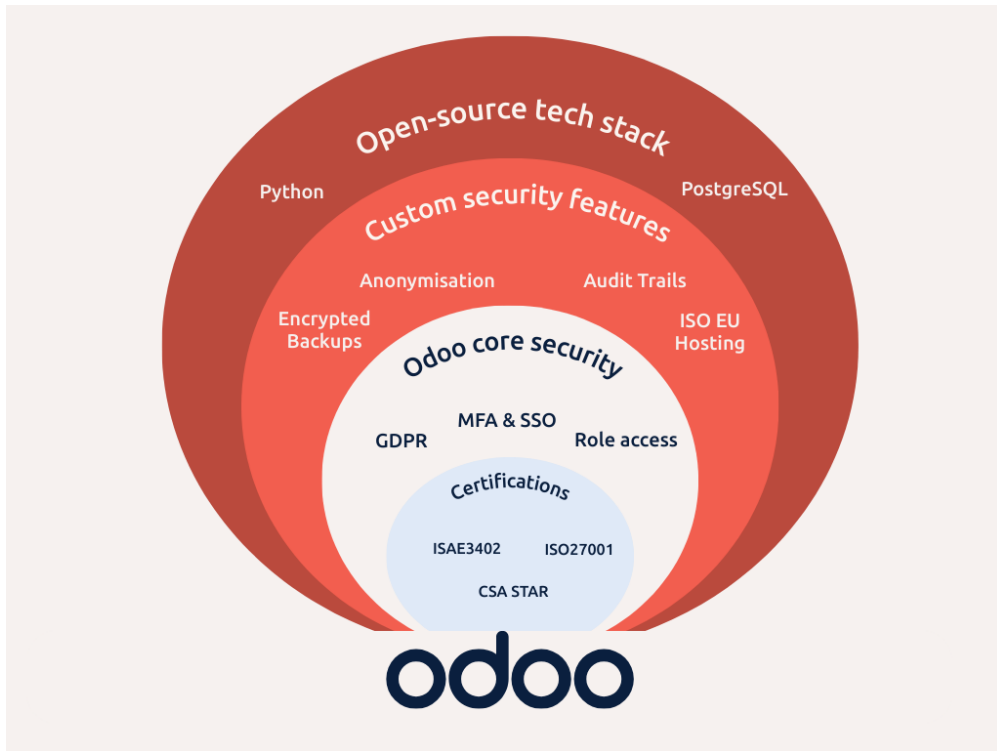 Open-source tech stack
Python
PostgreSQL
Custom security features
Anonymisation
Audit Trails
Encrypted
Backups
ISO EU
Hosting
Odoo core security
MFA & SSO
GDPR
Role access
Certifications
ISAE3402
ISO27001
CSA STAR
odoo